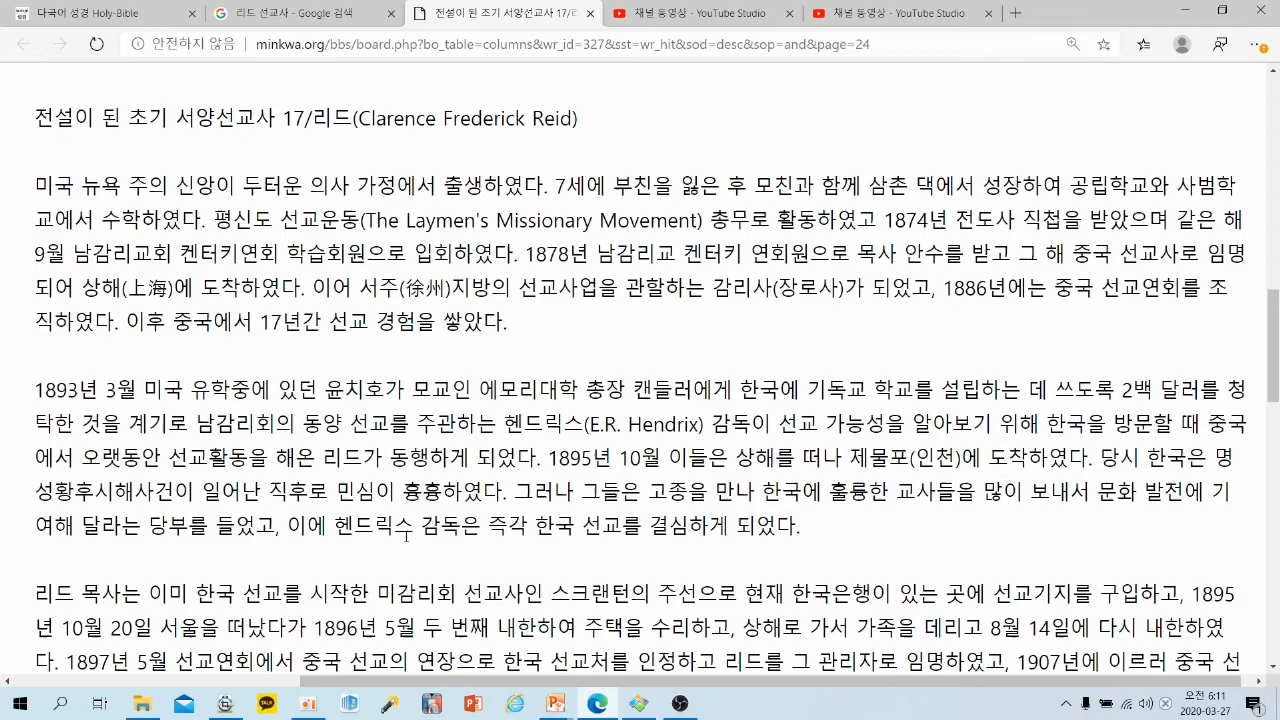 다국어 성경 Holy-Bible
리드 선교사 - Google 검색
전설이 된 초기 서양선교사 17/리
채널 동영상 - YouTube Studio
채널 동영상 - YouTube Studio
안전하지 않음
minkwa.org/bbs/board.php?bo_table=columns&wr_id=327&sst=wr_hit&sod=desc&sop=and&page=24
전설이 된 초기 서양선교사 17/리드(Clarence Frederick Reid)
미국 뉴욕 주의 신앙이 두터운 의사 가정에서 출생하였다. 7세에 부친을 잃은 후 모친과 함께 삼촌 댁에서 성장하여 공립학교와 사범학
교에서 수학하였다. 평신도 선교운동(The Laymen's Missionary Movement) 총무로 활동하였고 1874년 전도사 직첩을 받았으며 같은 해
9월 남감리교회 켄터키연회 학습회원으로 입회하였다. 1878년 남감리교 켄터키 연회원으로 목사 안수를 받고 그 해 중국 선교사로 임명
되어 상해(上海)에 도착하였다. 이어 서주(徐州)지방의 선교사업을 관할하는 감리사(장로사)가 되었고, 1886년에는 중국 선교연회를 조
직하였다. 이후 중국에서 17년간 선교 경험을 쌓았다.
1893년 3월 미국 유학중에 있던 윤치호가 모교인 에모리대학 총장 캔들러에게 한국에 기독교 학교를 설립하는 데 쓰도록 2백 달러를 청
탁한 것을 계기로 남감리회의 동양 선교를 주관하는 헨드릭스(E.R. Hendrix) 감독이 선교 가능성을 알아보기 위해 한국을 방문할 때 중국
에서 오랫동안 선교활동을 해온 리드가 동행하게 되었다. 1895년 10월 이들은 상해를 떠나 제물포(인천)에 도착하였다. 당시 한국은 명
성황후시해사건이 일어난 직후로 민심이 흉흉하였다. 그러나 그들은 고종을 만나 한국에 훌륭한 교사들을 많이 보내서 문화 발전에 기
여해 달라는 당부를 들었고, 이에 헨드릭스 감독은 즉각 한국 선교를 결심하게 되었다.
리드 목사는 이미 한국 선교를 시작한 미감리회 선교사인 스크랜턴의 주선으로 현재 한국은행이 있는 곳에 선교기지를 구입하고, 1895
년 10월 20일 서울을 떠났다가 1896년 5월 두 번째 내한하여 주택을 수리하고, 상해로 가서 가족을 데리고 8월 14일에 다시 내한하였
다. 1897년 5월 선교연회에서 중국 선교의 연장으로 한국 선교처를 인정하고 리드를 그 관리자로 임명하였고, 1907년에 이르러 중국 선
TALK
오전 6:11
2020-03-27